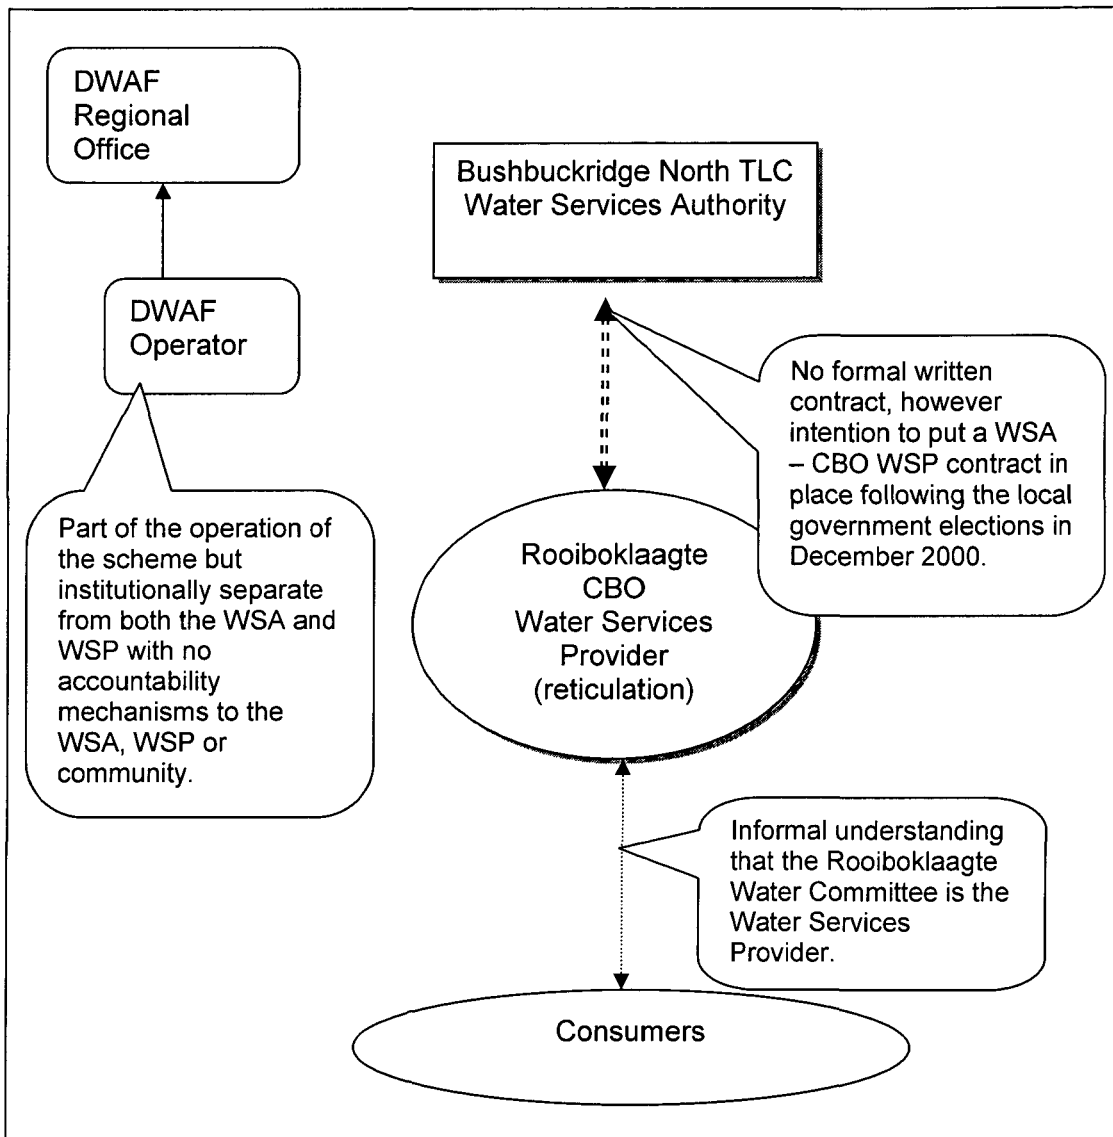 DWAF
Regional
Office
DWAF
Operator
Part of the operation of
the scheme but
institutionally separate
from both the WSA and
WSP with no
accountability
mechanisms to the
WSA, WSP or
community.
Bushbuckridge North TLC
Water Services Authority
No formal written
contract, however
intention to put a WSA
– CBO WSP contract in
place following the local
government elections in
December 2000.
Rooiboklaagte
CBO
Water Services
Provider
(reticulation)
Informal understanding
that the Rooiboklaagte
Water Committee is the
Water Services
Provider.
Consumers